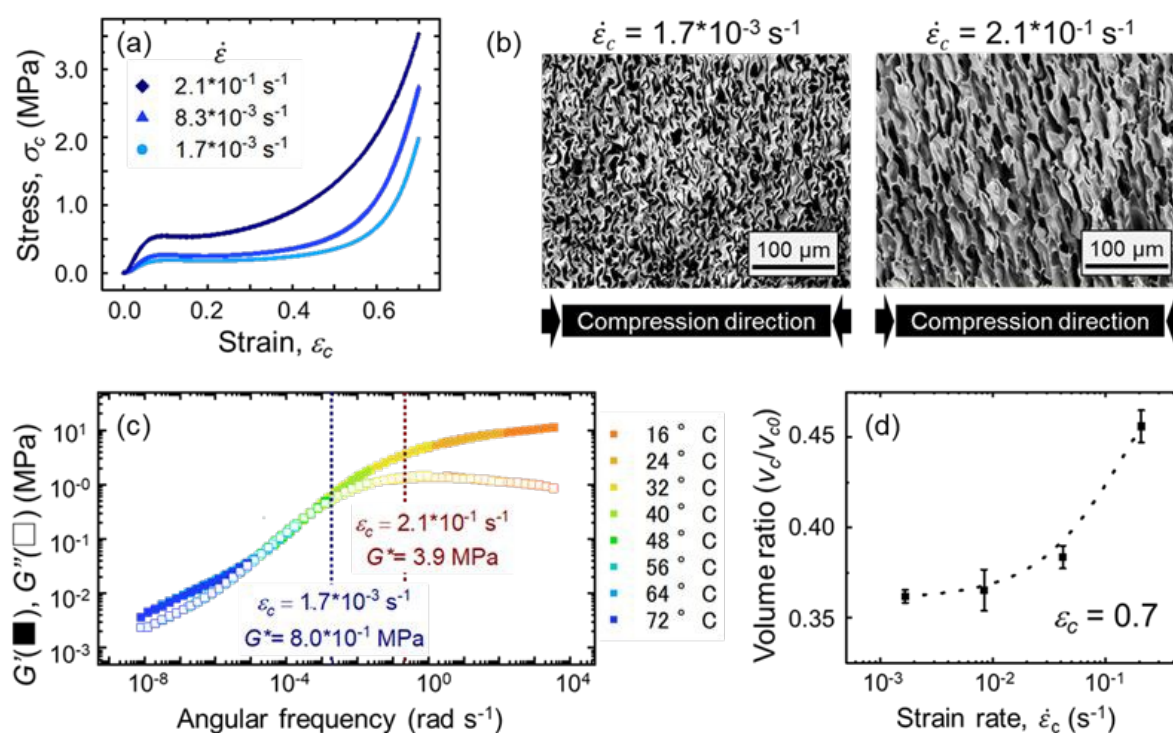 (a)
Stress, σc (MPa)
3.0
2.0
1.0
0.0
ε̇
2.1*10⁻¹ s⁻¹
8.3*10⁻³ s⁻¹
1.7*10⁻³ s⁻¹
0.0 0.2 0.4 0.6
Strain, εc
(b)
ε̇c = 1.7*10⁻³ s⁻¹
ε̇c = 2.1*10⁻¹ s⁻¹
100 µm
100 µm
Compression direction
Compression direction
(c)
G'(■), G''(□) (MPa)
10¹
10⁻⁰
10⁻¹
10⁻²
10⁻³
εc = 2.1*10⁻¹ s⁻¹
G*= 3.9 MPa
εc = 1.7*10⁻³ s⁻¹
G*= 8.0*10⁻¹ MPa
10⁻⁸ 10⁻⁴ 10⁰ 10⁴
Angular frequency (rad s⁻¹)
16 ° C
24 ° C
32 ° C
40 ° C
48 ° C
56 ° C
64 ° C
72 ° C
(d)
Volume ratio (vc/vc0)
0.45
0.40
0.35
εc = 0.7
10⁻³ 10⁻² 10⁻¹
Strain rate, ε̇c (s⁻¹)